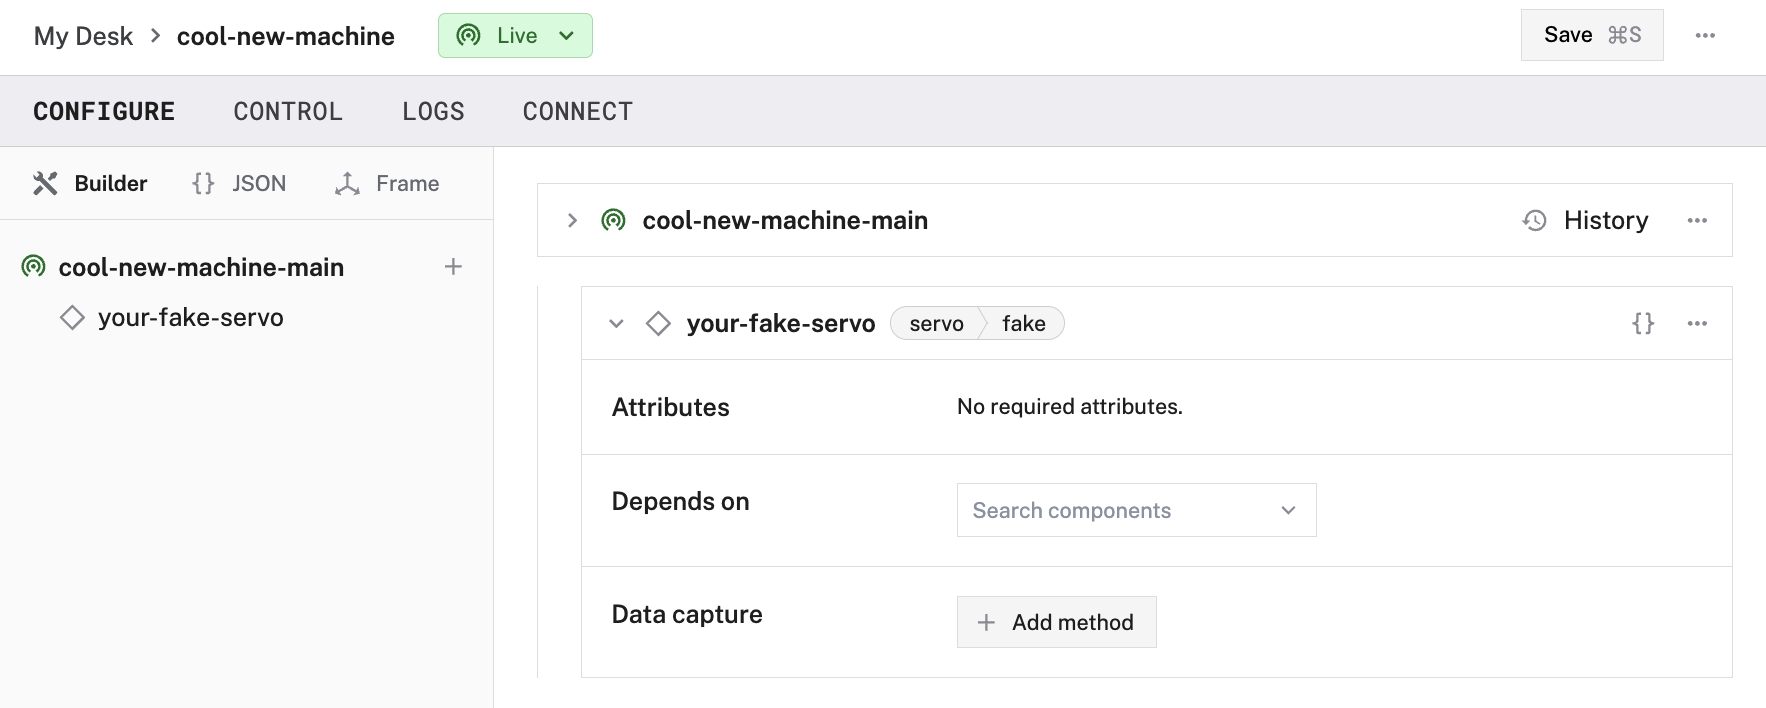 My Desk > cool-new-machine Live Save ⌘S ...
CONFIGURE CONTROL LOGS CONNECT
Builder {} JSON Frame
cool-new-machine-main +
your-fake-servo
cool-new-machine-main History ...
your-fake-servo servo fake {} ...
Attributes No required attributes.
Depends on Search components
Data capture + Add method